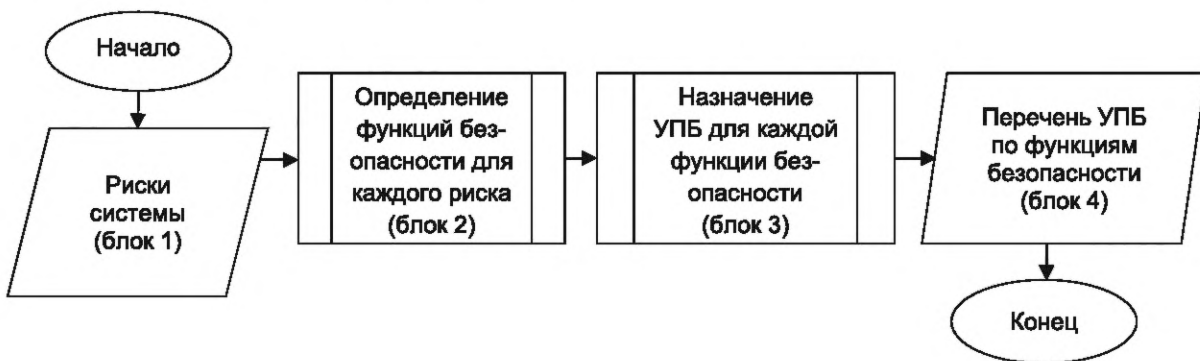 Начало
Риски
системы
(блок 1)
Определение
функций без-
опасности для
каждого риска
(блок 2)
Назначение
УПБ для каждой
функции без-
опасности
(блок 3)
Перечень УПБ
по функциям
безопасности
(блок 4)
Конец